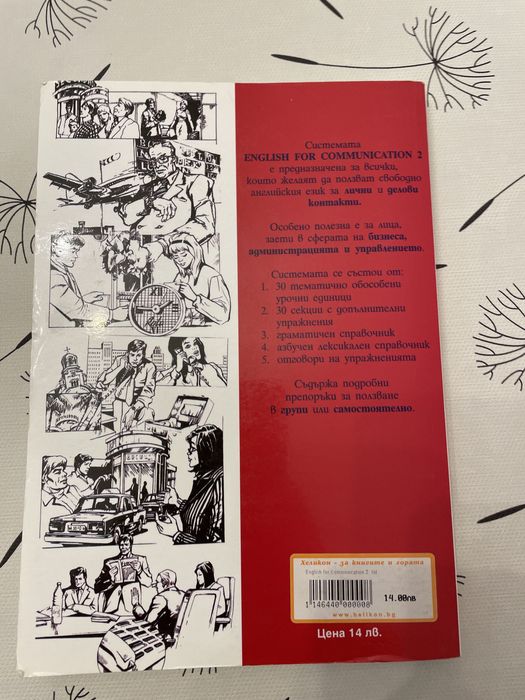 Системата
ENGLISH FOR COMMUNICATION 2
е предназначена за всички,
които желаят да ползват свободно
английския език за лични и делови
контакти.
Особено полезна е за лица,
заети в сферата на бизнеса,
администрацията и управлението.
Системата се състои от:
1. 30 тематично обособени
урочни единици
2. 30 секции с допълнителни
упражнения
3. граматичен справочник
4. азбучен лексикален справочник
5. отговори на упражненията
Съдържа подробни
препоръки за ползване
в групи или самостоятелно.
Хеликон - за книгите и хората
English for Communication 2
1146440000008
14.00лв
www.helikon.bg
Цена 14 лв.